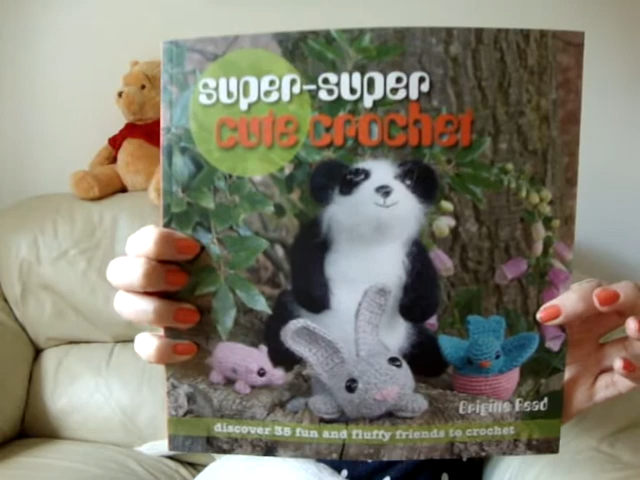 super-super
cute crochet
Brigitte Read
discover 35 fun and fluffy friends to crochet